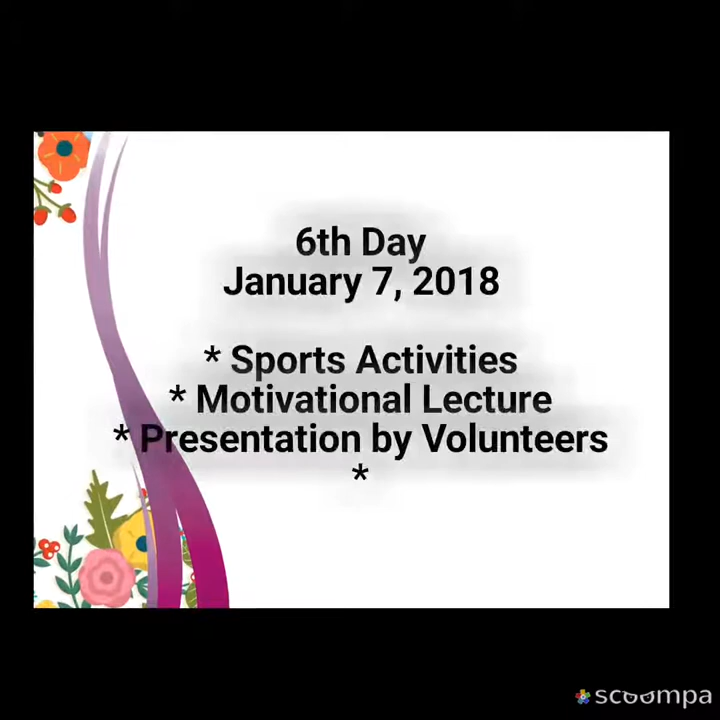 6th Day
January 7, 2018
* Sports Activities
* Motivational Lecture
* Presentation by Volunteers
*
scoompa